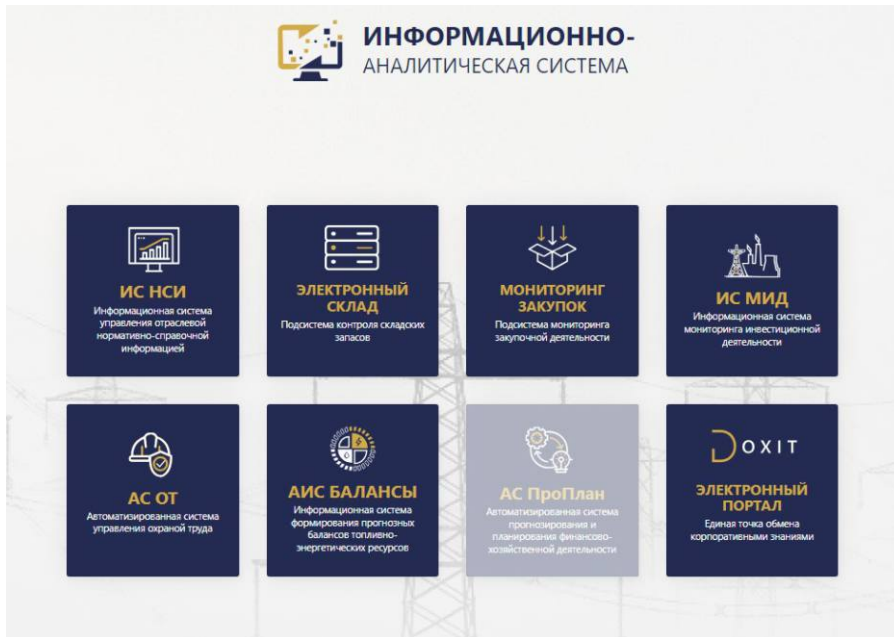 ИНФОРМАЦИОННО-
АНАЛИТИЧЕСКАЯ СИСТЕМА
ИС НСИ
Информационная система
управления отраслевой
нормативно-справочной
информацией
ЭЛЕКТРОННЫЙ
СКЛАД
Подсистема контроля складских
запасов
МОНИТОРИНГ
ЗАКУПОК
Подсистема мониторинга
закупочной деятельности
ИС МИД
Информационная система
мониторинга инвестиционной
деятельности
АС ОТ
Автоматизированная система
управления охраной труда
АИС БАЛАНСЫ
Информационная система
формирования прогнозных
балансов топливно-
энергетических ресурсов
АС ПроПлан
Автоматизированная система
прогнозирования и
планирования финансово-
хозяйственной деятельности
DOXIT
ЭЛЕКТРОННЫЙ
ПОРТАЛ
Единая точка обмена
корпоративными знаниями